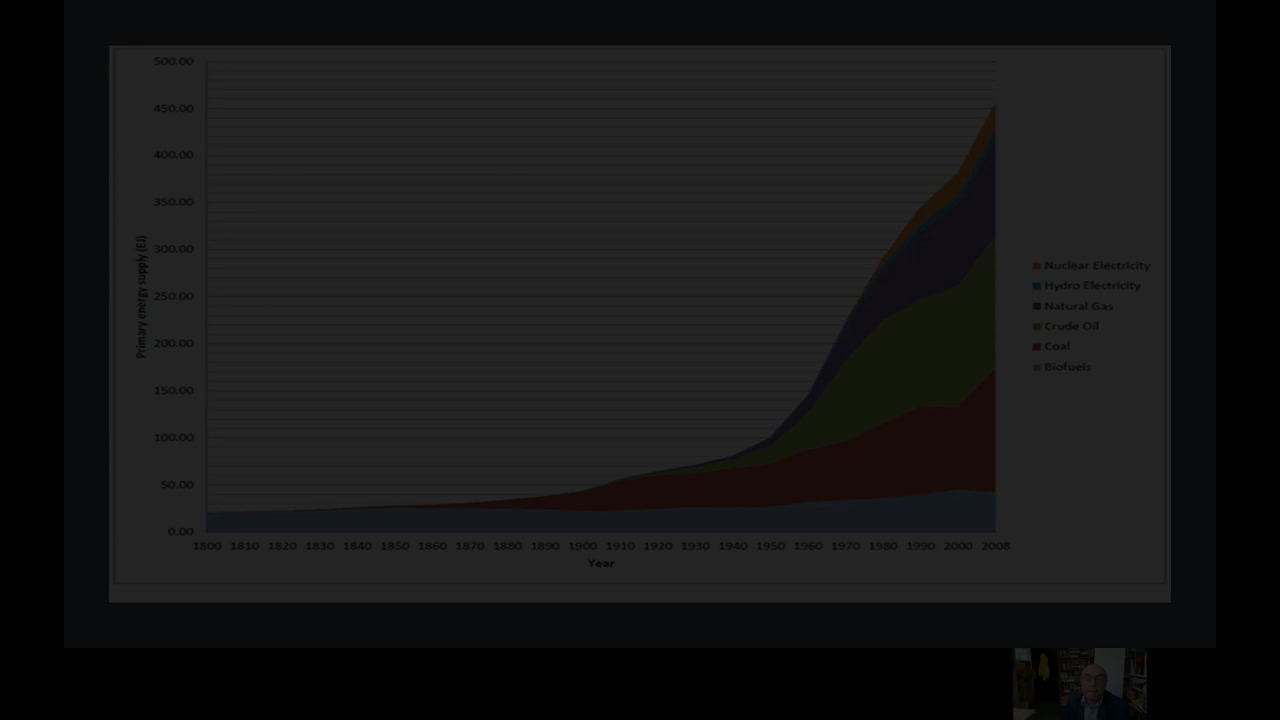 500.00
450.00
400.00
350.00
300.00
250.00
200.00
150.00
100.00
50.00
0.00
Primary energy supply (EJ)
1800 1810 1820 1830 1840 1850 1860 1870 1880 1890 1900 1910 1920 1930 1940 1950 1960 1970 1980 1990 2000 2008
Year
Nuclear Electricity
Hydro Electricity
Natural Gas
Crude Oil
Coal
Biofuels